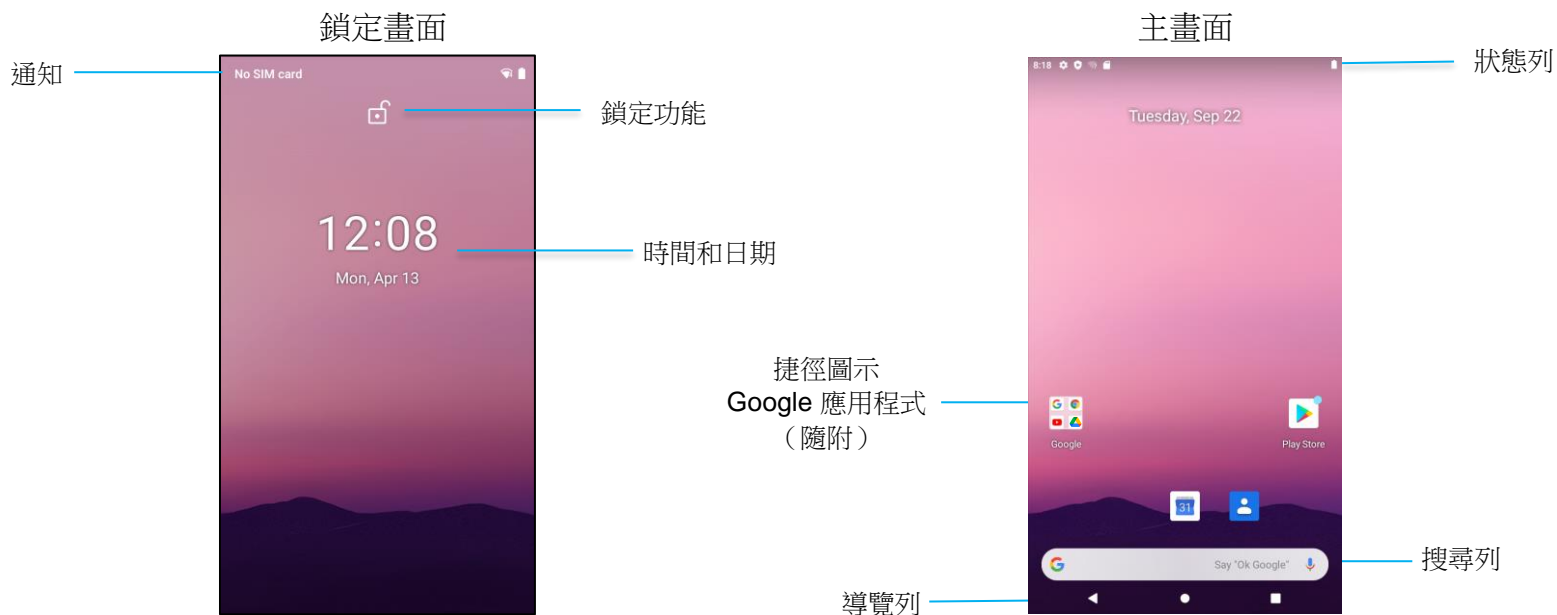 鎖定畫面
通知
No SIM card
鎖定功能
12:08
Mon, Apr 13
時間和日期
主畫面
8:18
狀態列
Tuesday, Sep 22
捷徑圖示
Google 應用程式
（隨附）
Google
Play Store
31
Say "Ok Google"
搜尋列
導覽列